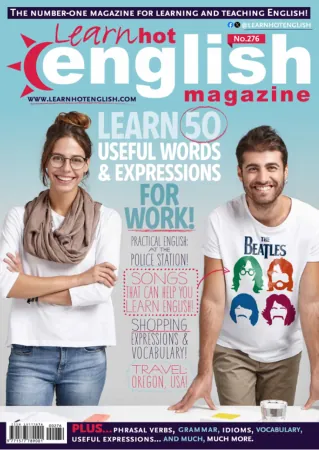 THE NUMBER-ONE MAGAZINE FOR LEARNING AND TEACHING ENGLISH!
@LEARNHOTENGLISH
Learn hot
No.276
english
magazine
WWW.LEARNHOTENGLISH.COM
LEARN 50
USEFUL WORDS
& EXPRESSIONS
FOR
WORK!
PRACTICAL ENGLISH:
AT THE
POLICE STATION!
SONGS
THAT CAN HELP YOU
LEARN ENGLISH!
SHOPPING
EXPRESSIONS &
VOCABULARY!
TRAVEL:
OREGON, USA!
THE
BEATLES
PLUS... PHRASAL VERBS, GRAMMAR, IDIOMS, VOCABULARY,
USEFUL EXPRESSIONS... AND MUCH, MUCH MORE.